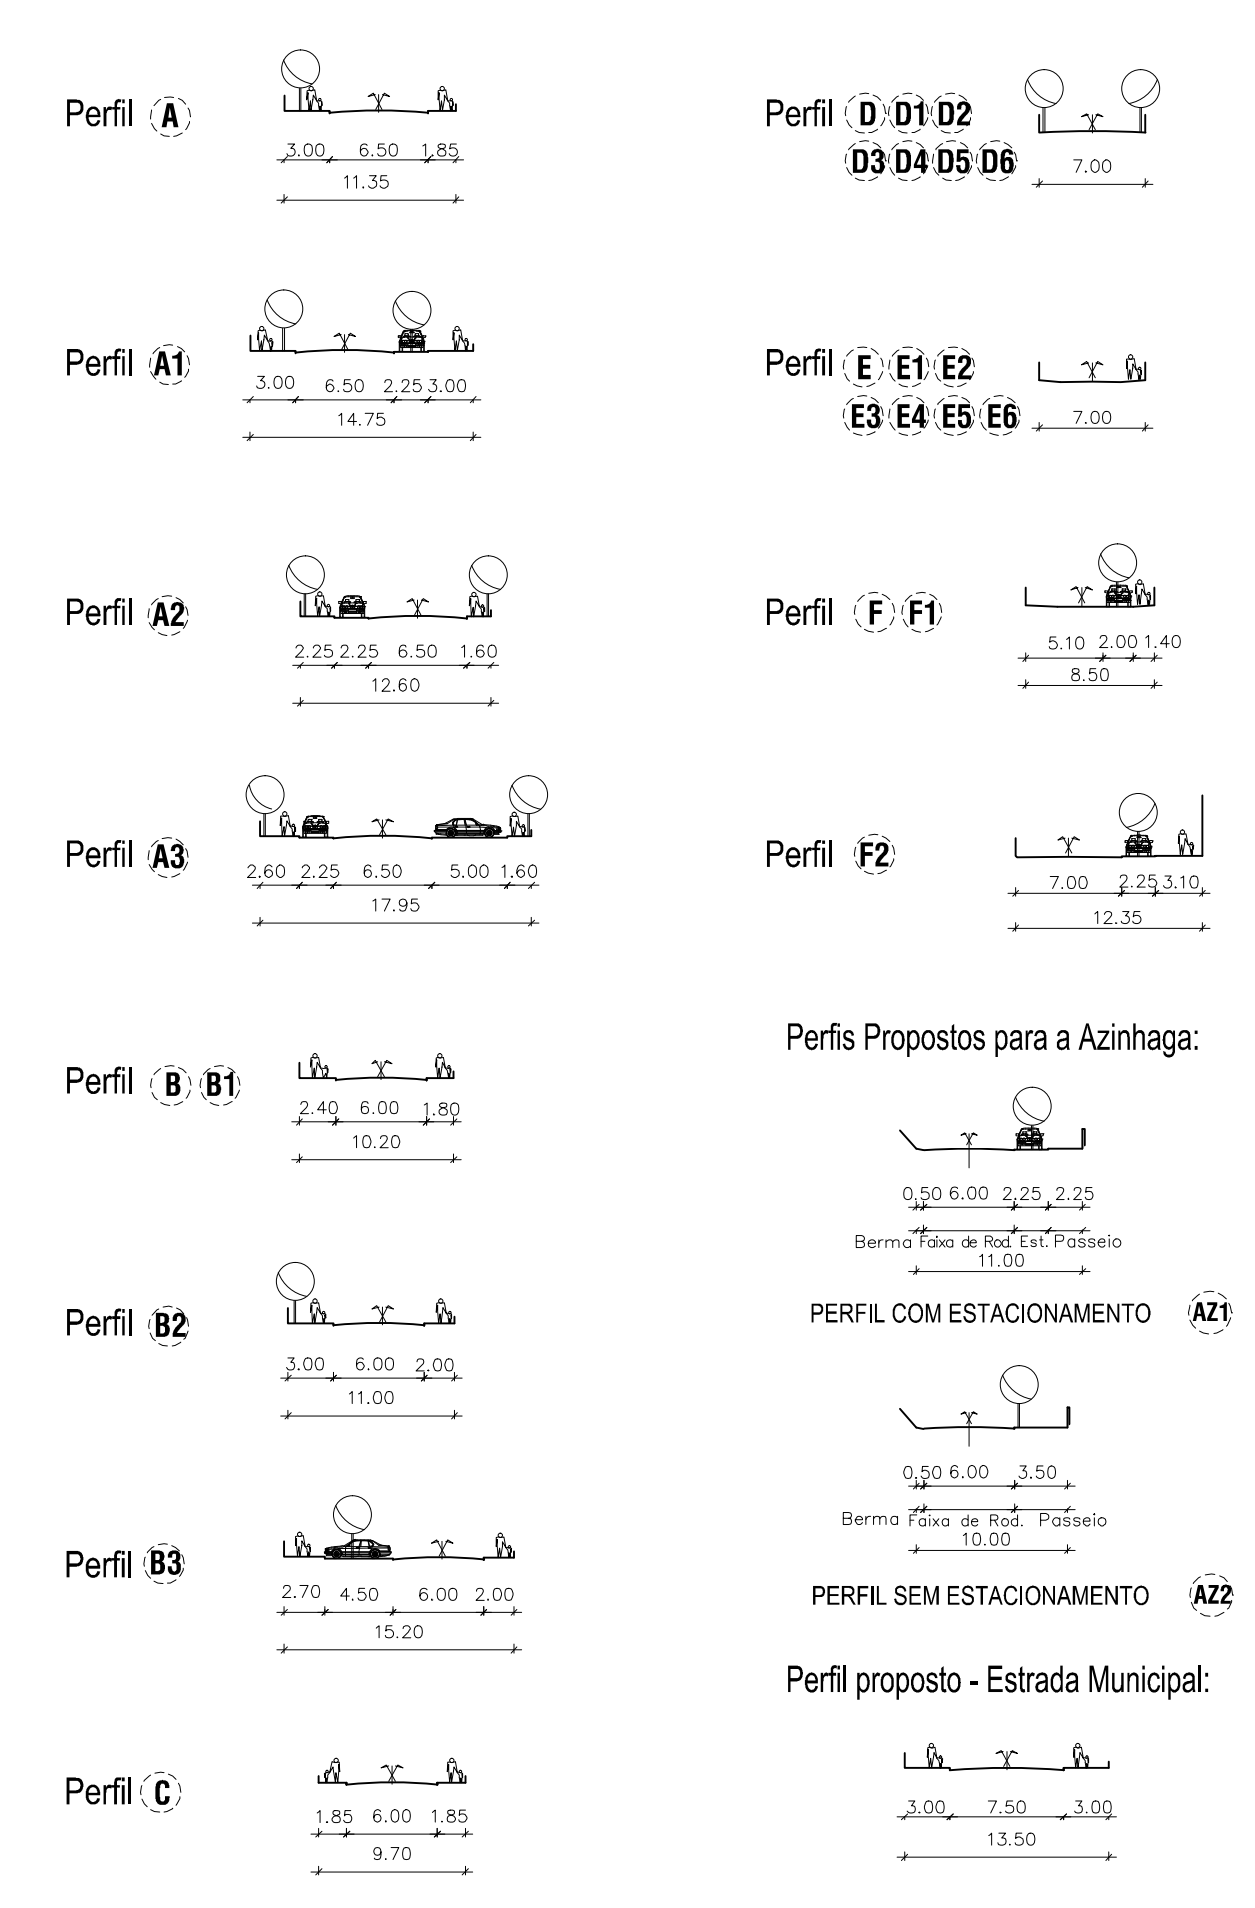 Perfil A
3.00 6.50 1.85
11.35
Perfil A1
3.00 6.50 2.25 3.00
14.75
Perfil A2
2.25 2.25 6.50 1.60
12.60
Perfil A3
2.60 2.25 6.50 5.00 1.60
17.95
Perfil B B1
2.40 6.00 1.80
10.20
Perfil B2
3.00 6.00 2.00
11.00
Perfil B3
2.70 4.50 6.00 2.00
15.20
Perfil C
1.85 6.00 1.85
9.70
Perfil D D1 D2
D3 D4 D5 D6
7.00
Perfil E E1 E2
E3 E4 E5 E6
7.00
Perfil F F1
5.10 2.00 1.40
8.50
Perfil F2
7.00 2.25 3.10
12.35
Perfis Propostos para a Azinhaga:
0.50 6.00 2.25 2.25
Berma Faixa de Rod. Est. Passeio
11.00
PERFIL COM ESTACIONAMENTO AZ1
0.50 6.00 3.50
Berma Faixa de Rod. Passeio
10.00
PERFIL SEM ESTACIONAMENTO AZ2
Perfil proposto - Estrada Municipal:
3.00 7.50 3.00
13.50